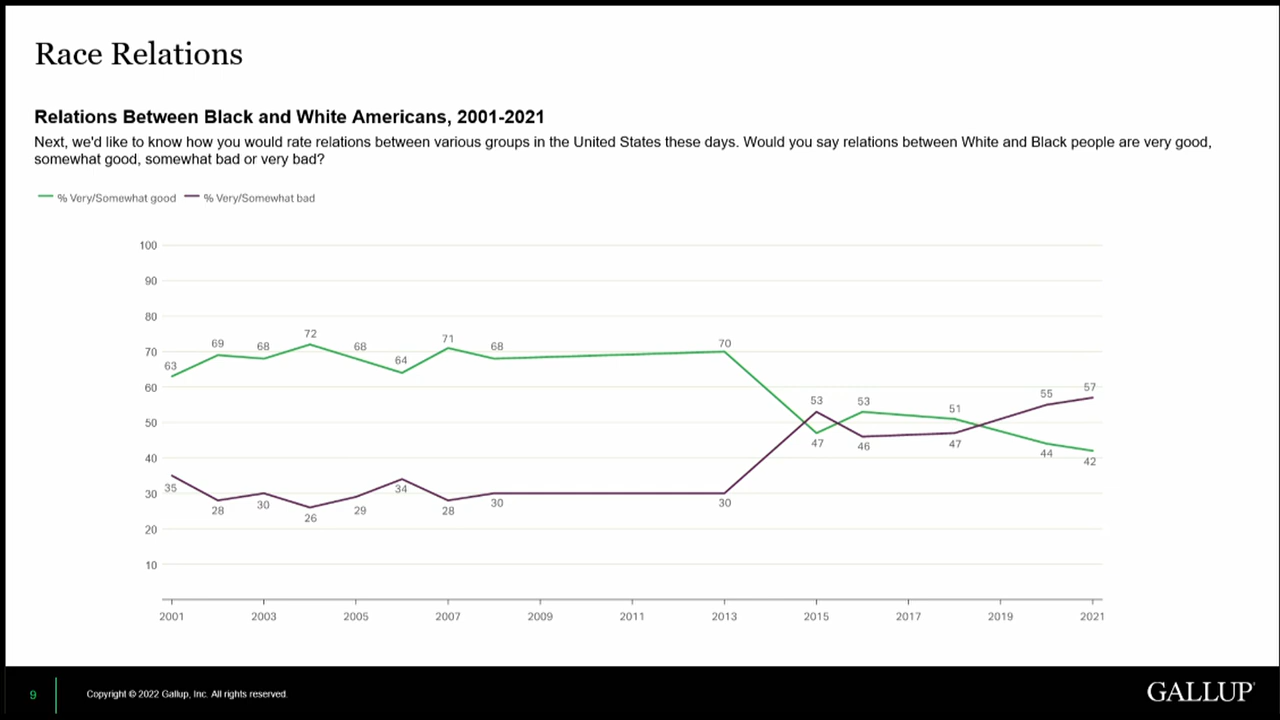 Race Relations
Relations Between Black and White Americans, 2001-2021
Next, we'd like to know how you would rate relations between various groups in the United States these days. Would you say relations between White and Black people are very good,
somewhat good, somewhat bad or very bad?
% Very/Somewhat good % Very/Somewhat bad
100
90
80
70
60
50
40
30
20
10
63 69 68 72 68 64 71 68 70 53 53 51 55 57
35 28 30 26 29 34 28 30 30 47 46 47 44 42
2001 2003 2005 2007 2009 2011 2013 2015 2017 2019 2021
9 Copyright © 2022 Gallup, Inc. All rights reserved. GALLUP